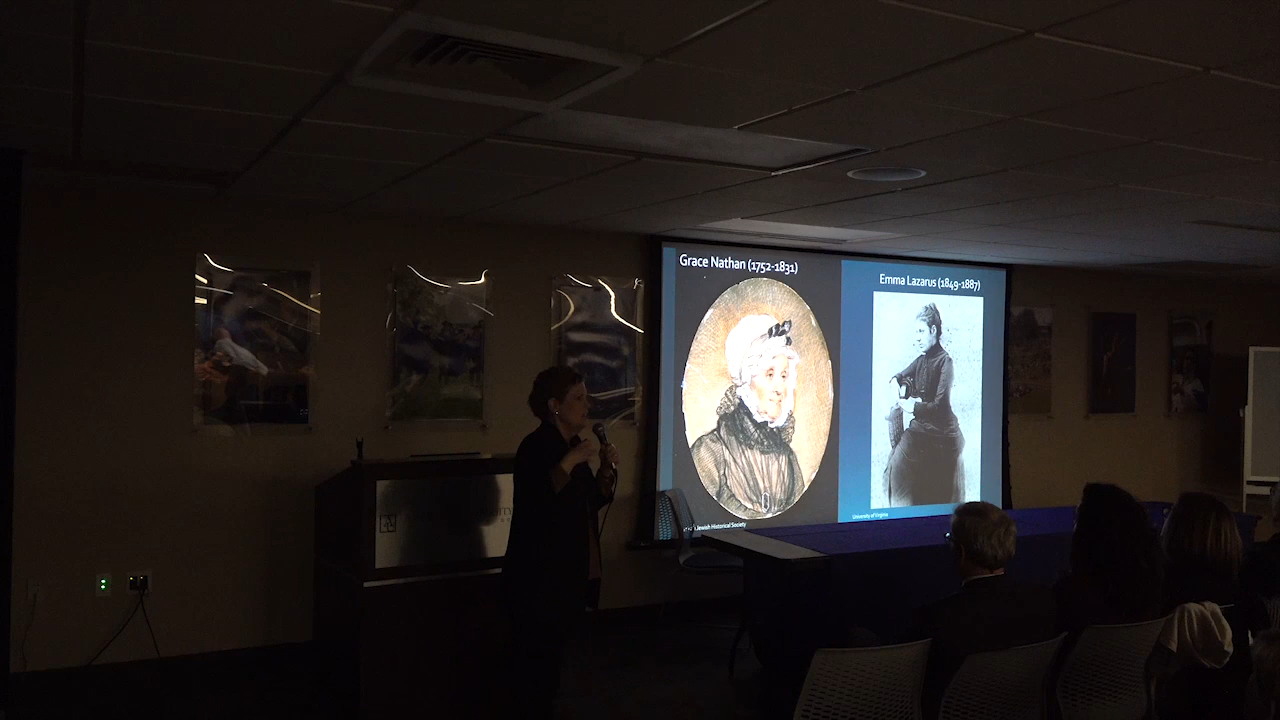 Grace Nathan (1752-1831)
Emma Lazarus (1849-1887)
Jewish Historical Society
University of Virginia